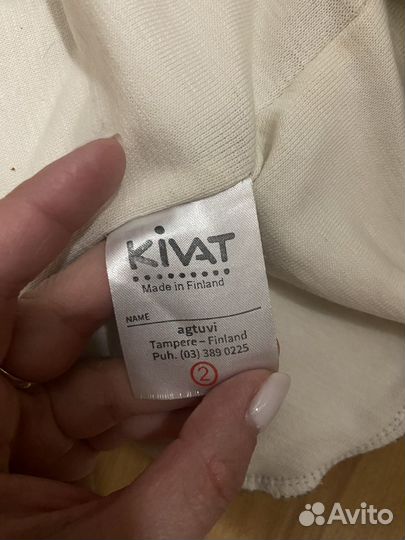 KIVAT
Made in Finland
NAME
agtuvi
Tampere – Finland
Puh. (03) 389 0225
2
Avito